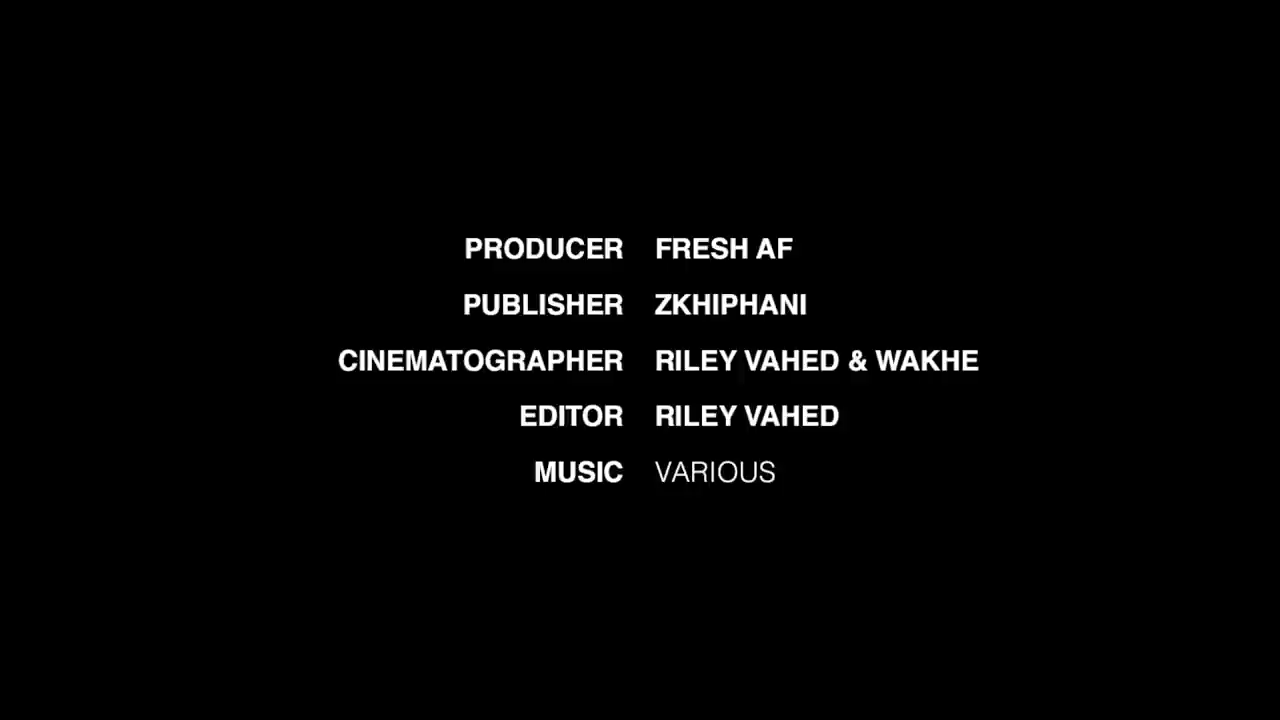 PRODUCER FRESH AF
PUBLISHER ZKHIPHANI
CINEMATOGRAPHER RILEY VAHED & WAKHE
EDITOR RILEY VAHED
MUSIC VARIOUS